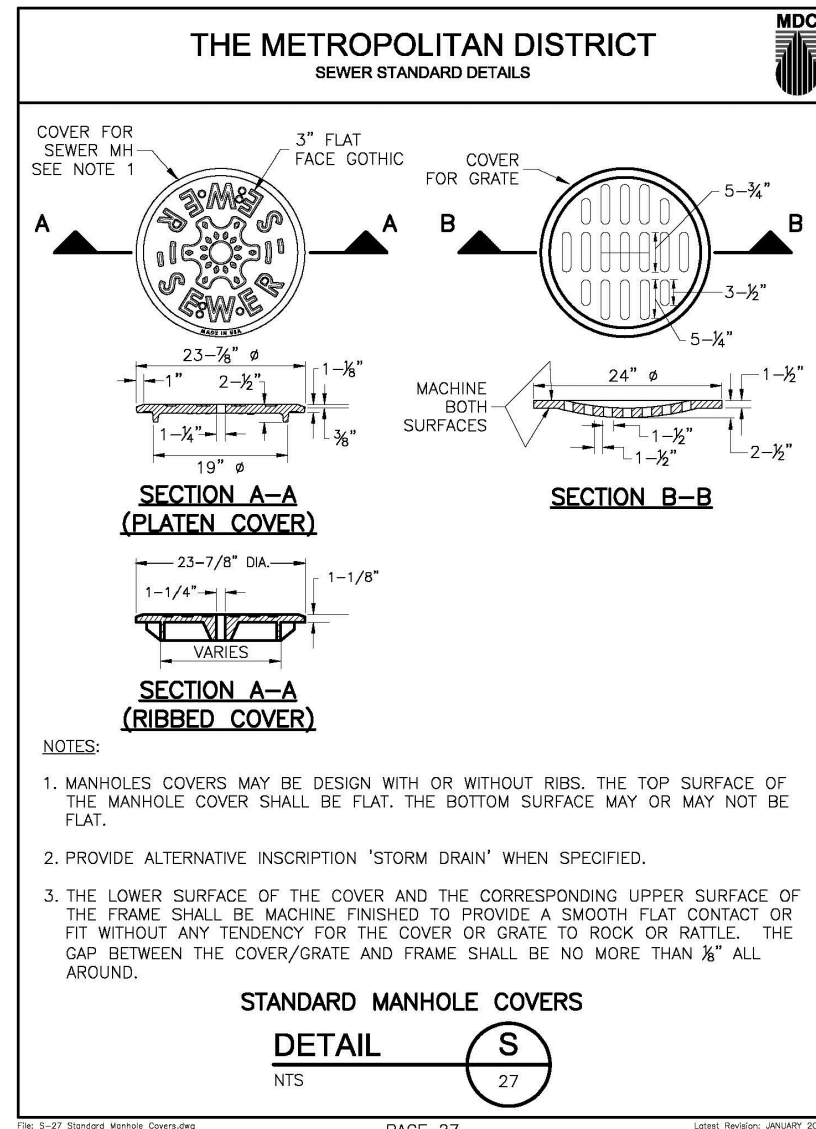 MDC
THE METROPOLITAN DISTRICT
SEWER STANDARD DETAILS
COVER FOR
SEWER MH
SEE NOTE 1
3" FLAT
FACE GOTHIC
A
A
SEWER
SEWER
MADE IN USA
COVER
FOR GRATE
B
B
5-¾"
3-½"
5-¼"
23-⅞" ø
1"
2-½"
1-⅛"
1-¼"
⅜"
19" ø
SECTION A-A
(PLATEN COVER)
MACHINE
BOTH
SURFACES
24" ø
1-½"
1-½"
1-½"
2-½"
SECTION B-B
23-7/8" DIA.
1-1/4"
1-1/8"
VARIES
SECTION A-A
(RIBBED COVER)
NOTES:
1. MANHOLES COVERS MAY BE DESIGN WITH OR WITHOUT RIBS. THE TOP SURFACE OF
THE MANHOLE COVER SHALL BE FLAT. THE BOTTOM SURFACE MAY OR MAY NOT BE
FLAT.
2. PROVIDE ALTERNATIVE INSCRIPTION 'STORM DRAIN' WHEN SPECIFIED.
3. THE LOWER SURFACE OF THE COVER AND THE CORRESPONDING UPPER SURFACE OF
THE FRAME SHALL BE MACHINE FINISHED TO PROVIDE A SMOOTH FLAT CONTACT OR
FIT WITHOUT ANY TENDENCY FOR THE COVER OR GRATE TO ROCK OR RATTLE. THE
GAP BETWEEN THE COVER/GRATE AND FRAME SHALL BE NO MORE THAN ⅛" ALL
AROUND.
STANDARD MANHOLE COVERS
DETAIL
S
NTS
27
File: S-27 Standard Manhole Covers.dwg
PAGE 27
Latest Revision: JANUARY